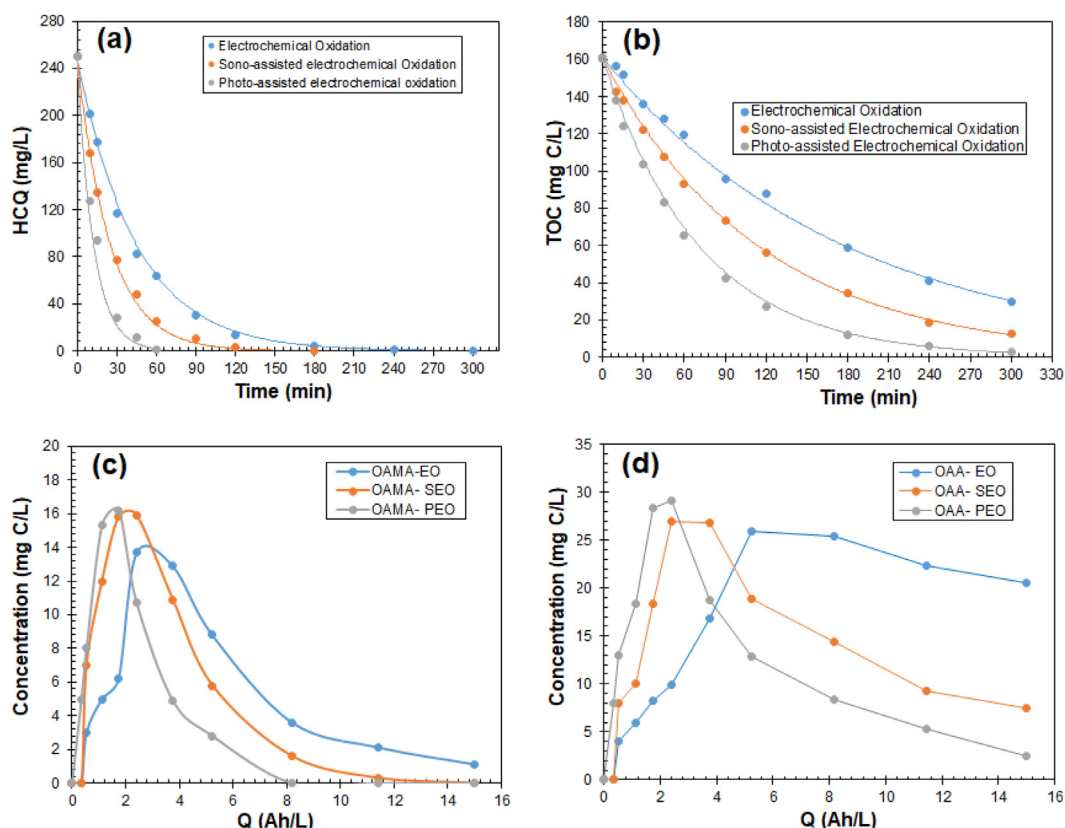 (a)
Electrochemical Oxidation
Sono-assisted electrochemical Oxidation
Photo-assisted electrochemical oxidation
HCQ (mg/L)
280
240
200
160
120
80
40
0
0 30 60 90 120 150 180 210 240 270 300
Time (min)
(b)
Electrochemical Oxidation
Sono-assisted Electrochemical Oxidation
Photo-assisted Electrochemical Oxidation
TOC (mg C/L)
180
160
140
120
100
80
60
40
20
0
0 30 60 90 120 150 180 210 240 270 300 330
Time (min)
(c)
OAMA-EO
OAMA- SEO
OAMA- PEO
Concentration (mg C/L)
20
18
16
14
12
10
8
6
4
2
0
0 2 4 6 8 10 12 14 16
Q (Ah/L)
(d)
OAA- EO
OAA- SEO
OAA- PEO
Concentration (mg C/L)
35
30
25
20
15
10
5
0
0 2 4 6 8 10 12 14 16
Q (Ah/L)